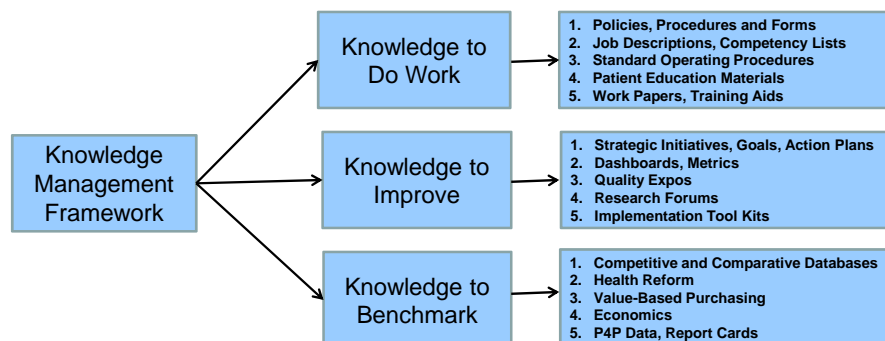 Knowledge
Management
Framework
Knowledge to
Do Work
1. Policies, Procedures and Forms
2. Job Descriptions, Competency Lists
3. Standard Operating Procedures
4. Patient Education Materials
5. Work Papers, Training Aids
Knowledge to
Improve
1. Strategic Initiatives, Goals, Action Plans
2. Dashboards, Metrics
3. Quality Expos
4. Research Forums
5. Implementation Tool Kits
Knowledge to
Benchmark
1. Competitive and Comparative Databases
2. Health Reform
3. Value-Based Purchasing
4. Economics
5. P4P Data, Report Cards